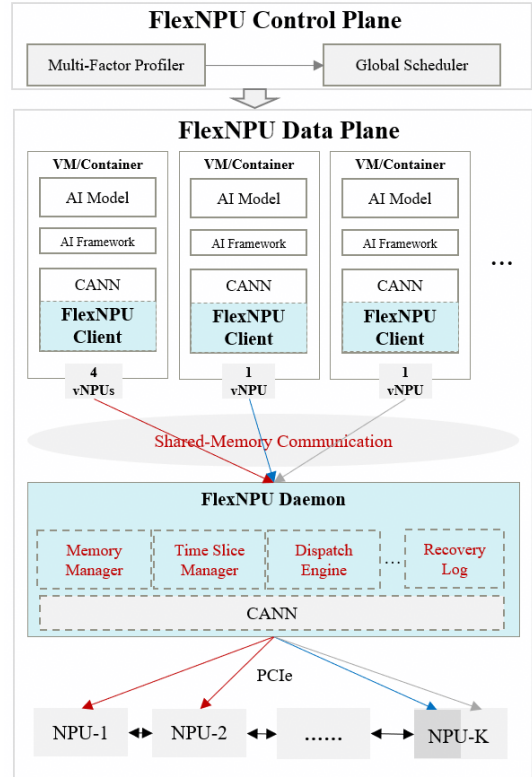 FlexNPU Control Plane
Multi-Factor Profiler
Global Scheduler
FlexNPU Data Plane
VM/Container
AI Model
AI Framework
CANN
FlexNPU
Client
4
vNPUs
VM/Container
AI Model
AI Framework
CANN
FlexNPU
Client
1
vNPU
VM/Container
AI Model
AI Framework
CANN
FlexNPU
Client
1
vNPU
...
Shared-Memory Communication
FlexNPU Daemon
Memory
Manager
Time Slice
Manager
Dispatch
Engine
...
Recovery
Log
CANN
PCIe
NPU-1
NPU-2
......
NPU-K